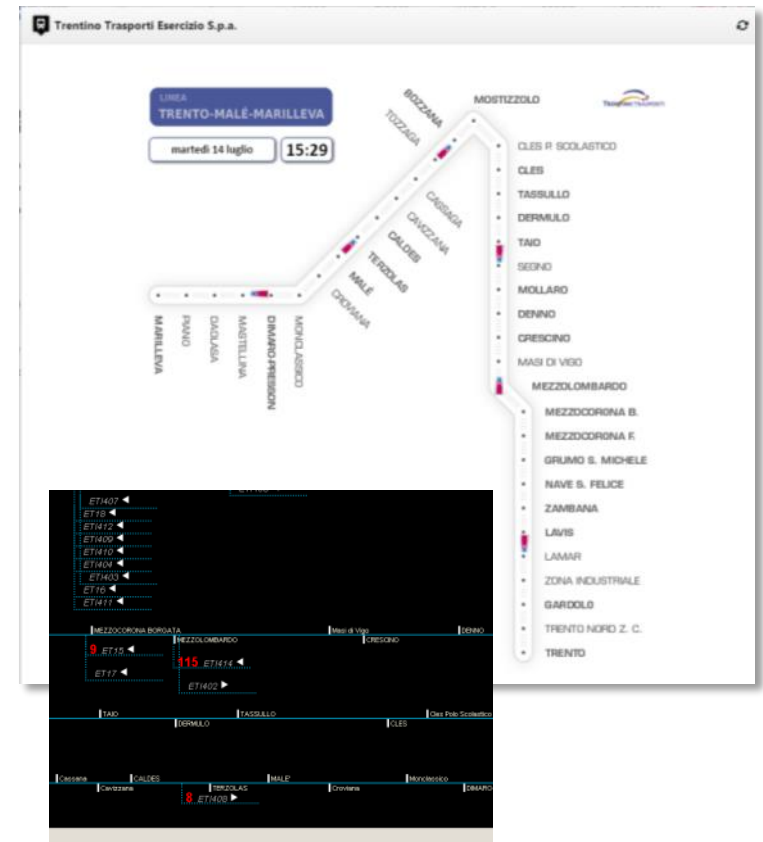 Trentino Trasporti Esercizio S.p.a.
LINEA
TRENTO-MALÉ-MARILLEVA
martedì 14 luglio
15:29
MARILLEVA
PIANO
DAOLASA
MASTELLINA
DIMARO-PRESSON
MONCLASSICO
CROVIANA
MALÉ
TERZOLAS
CALDES
CAVIZZANA
CASSAGA
TOZZAGA
BOZZANA
MOSTIZZOLO
CLES P. SCOLASTICO
CLES
TASSULLO
DERMULO
TAIO
SEGNO
MOLLARO
DENNO
CRESCINO
MASI DI VIGO
MEZZOLOMBARDO
MEZZOCORONA B.
MEZZOCORONA F.
GRUMO S. MICHELE
NAVE S. FELICE
ZAMBANA
LAVIS
LAMAR
ZONA INDUSTRIALE
GARDOLO
TRENTO NORD Z. C.
TRENTO
ETI407
ET18
ETI412
ETI409
ETI410
ETI404
ETI403
ET16
ETI411
MEZZOCORONA BORGATA
Masi di Vigo
DENNO
MEZZOLOMBARDO
CRESCINO
9 ET15
115 ETI414
ET17
ETI402
TAIO
TASSULLO
Cles Polo Scolastico
DERMULO
CLES
Cassana
CALDES
MALE'
Monclassico
Cavizzana
TERZOLAS
Croviana
DIMARO
8 ETI408